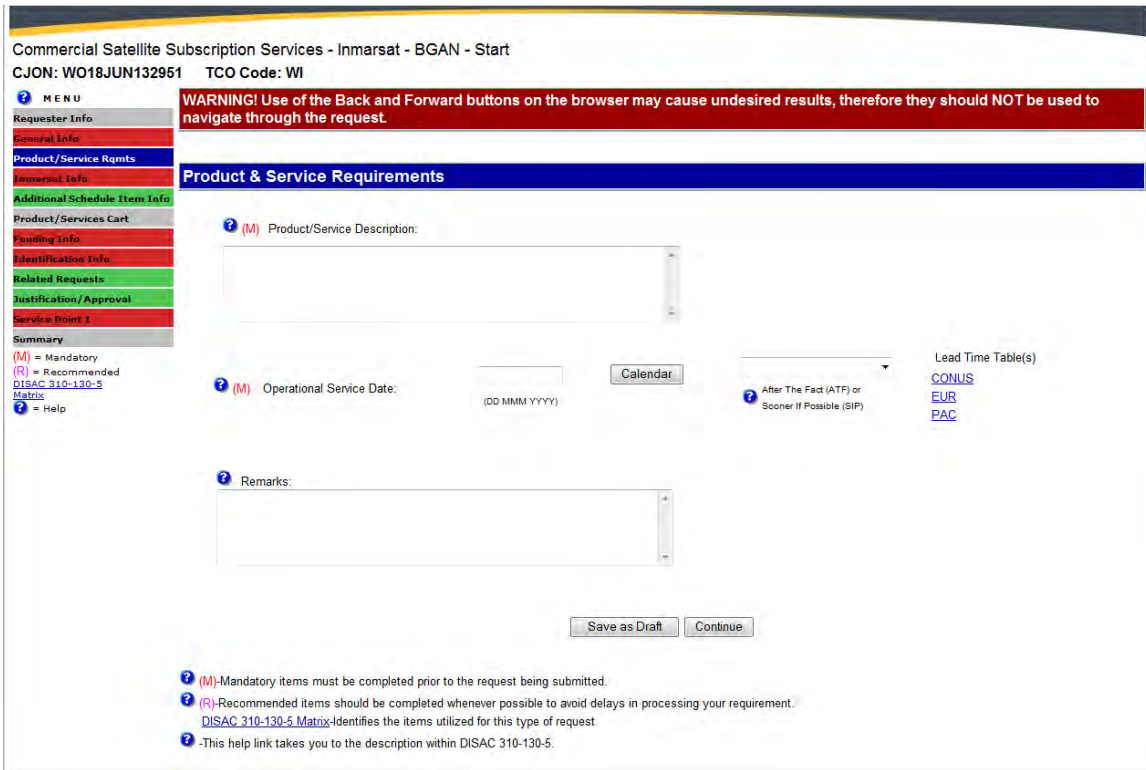 Commercial Satellite Subscription Services - Inmarsat - BGAN - Start
CJON: WO18JUN132951 TCO Code: WI
MENU
Requester Info
General Info
Product/Service Rqmts
Inmarsat Info
Additional Schedule Item Info
Product/Services Cart
Funding Info
Identification Info
Related Requests
Justification/Approval
Service Point 1
Summary
(M) = Mandatory
(R) = Recommended
DISAC 310-130-5
Matrix
? = Help
WARNING! Use of the Back and Forward buttons on the browser may cause undesired results, therefore they should NOT be used to
navigate through the request.
Product & Service Requirements
? (M) Product/Service Description:
? (M) Operational Service Date:
(DD MMM YYYY)
Calendar
? After The Fact (ATF) or
Sooner If Possible (SIP)
Lead Time Table(s)
CONUS
EUR
PAC
? Remarks:
Save as Draft Continue
? (M)-Mandatory items must be completed prior to the request being submitted.
? (R)-Recommended items should be completed whenever possible to avoid delays in processing your requirement.
DISAC 310-130-5 Matrix-Identifies the items utilized for this type of request
? -This help link takes you to the description within DISAC 310-130-5.